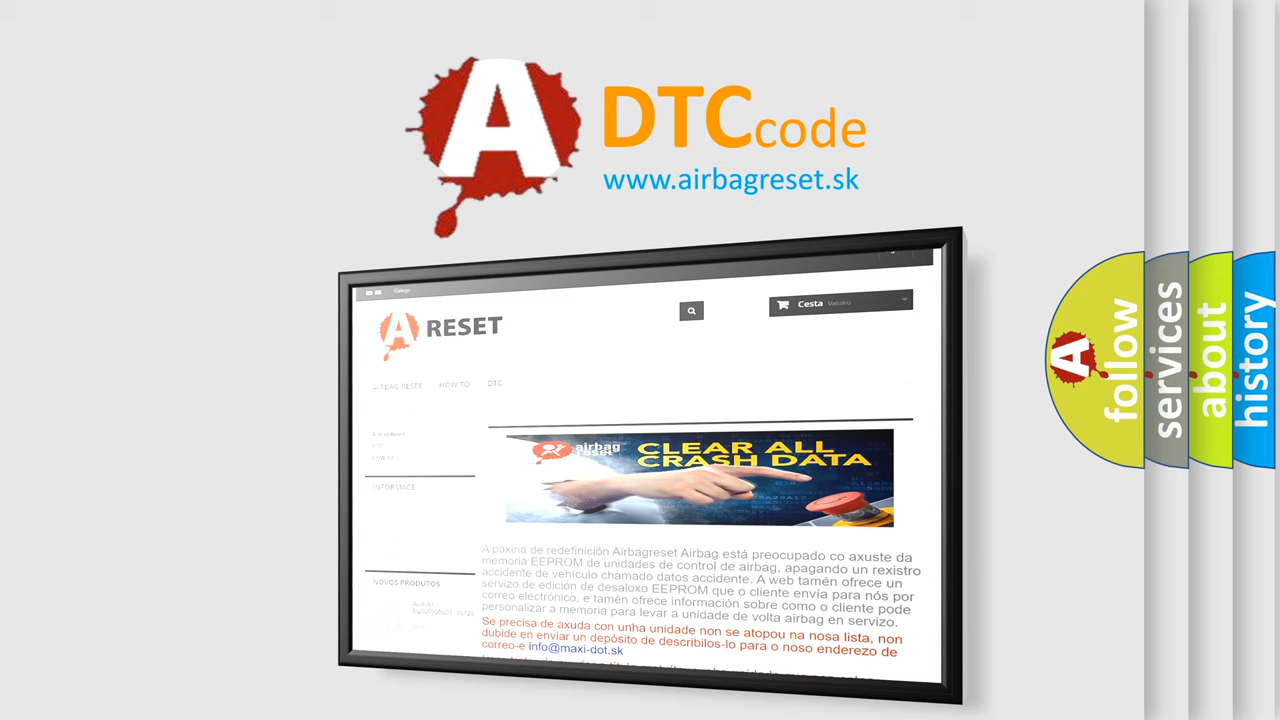 A
DTCcode
www.airbagreset.sk
Galego
A RESET
Cesta Valeiro
AIRBAG RESET HOW TO DTC
INFORMACE
airbag
reset
CLEAR ALL
CRASH DATA
A páxina de redefinición Airbagreset Airbag está preocupado co axuste da
memoria EEPROM de unidades de control de airbag, apagando un rexistro
accidente de vehículo chamado datos accidente. A web tamén ofrece un
servizo de edición de desaloxo EEPROM que o cliente envía para nós por
correo electrónico, e tamén ofrece información sobre como o cliente pode
personalizar a memoria para levar a unidade de volta airbag en servizo.
Se precisa de axuda con unha unidade non se atopou na nosa lista, non
dubide en enviar un depósito de describilos-lo para o noso enderezo de
correo-e info@maxi-dot.sk
NOVOS PRODUTOS
A
follow
services
about
history